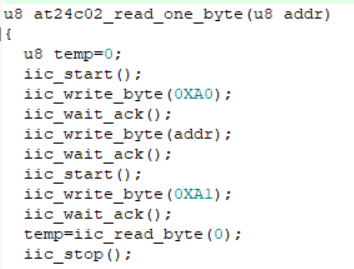 u8 at24c02_read_one_byte(u8 addr)
{
u8 temp=0;
iic_start();
iic_write_byte(0XA0);
iic_wait_ack();
iic_write_byte(addr);
iic_wait_ack();
iic_start();
iic_write_byte(0XA1);
iic_wait_ack();
temp=iic_read_byte(0);
iic_stop();